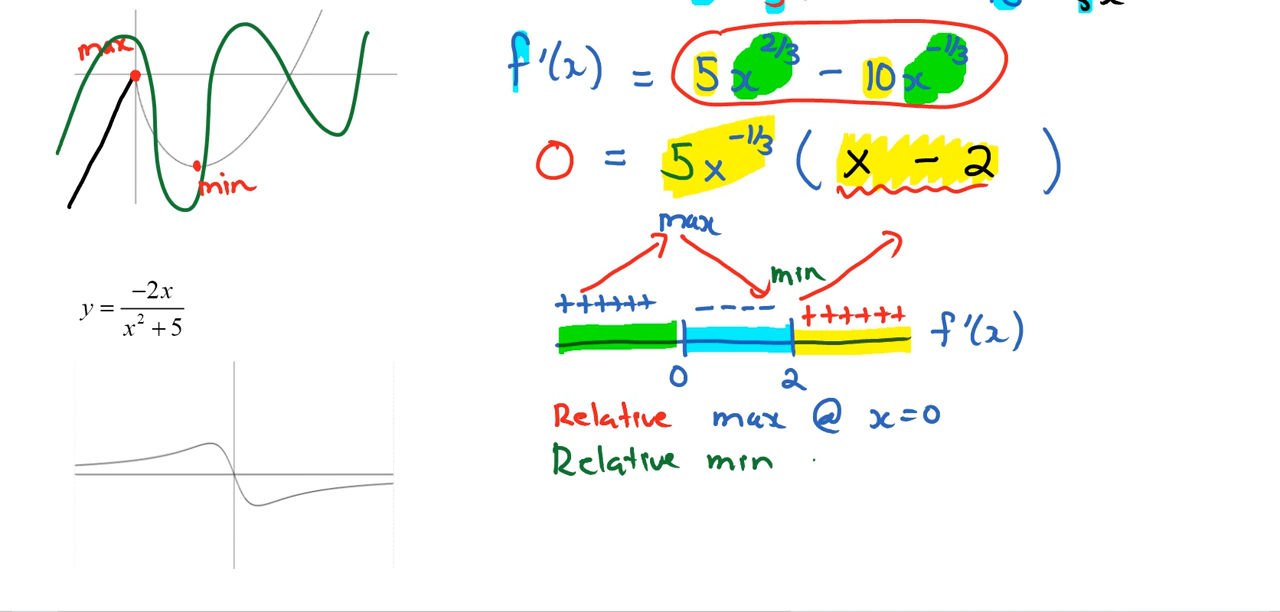 max
min
y = −2x / (x² + 5)
f'(x) = 5x^(2/3) − 10x^(−1/3)
0 = 5x^(−1/3) ( x − 2 )
max
min
++++++ ---- ++++++
f'(x)
0 2
Relative max @ x=0
Relative min